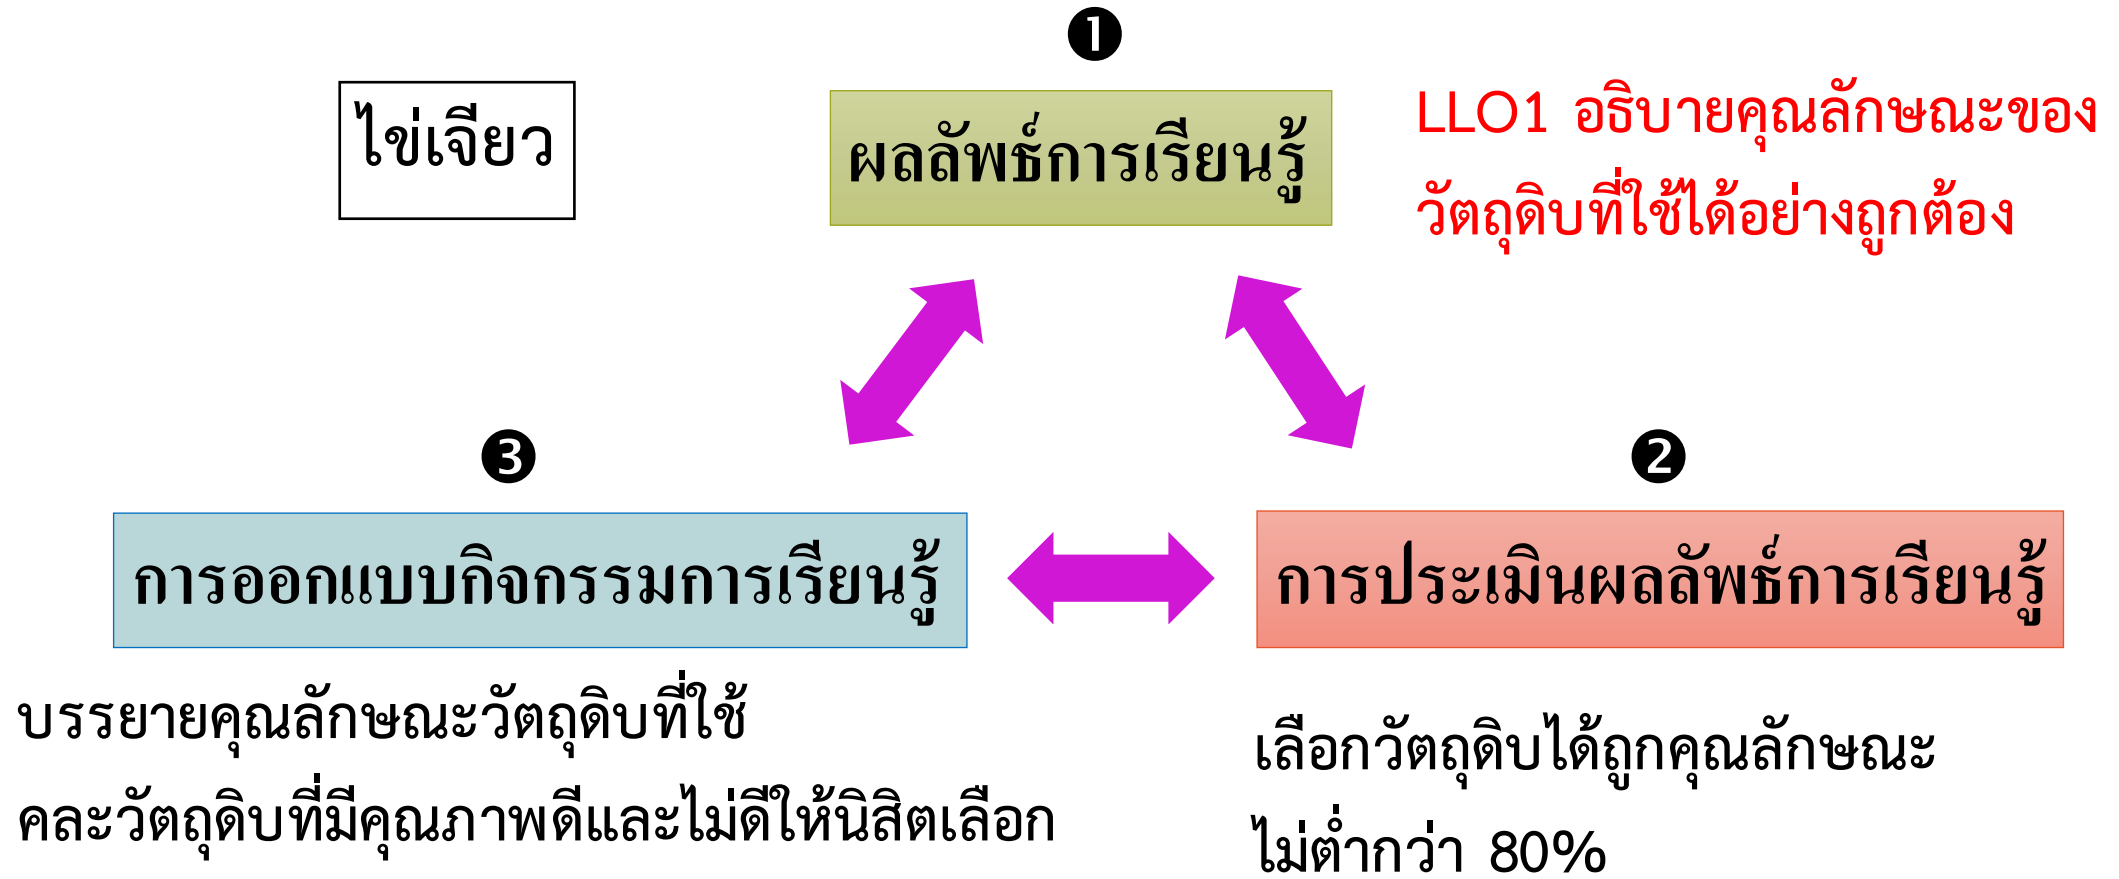 ❶
ไข่เจียว
ผลลัพธ์การเรียนรู้
LLO1 อธิบายคุณลักษณะของ
วัตถุดิบที่ใช้ได้อย่างถูกต้อง
❸
❷
การออกแบบกิจกรรมการเรียนรู้
การประเมินผลลัพธ์การเรียนรู้
บรรยายคุณลักษณะวัตถุดิบที่ใช้
คละวัตถุดิบที่มีคุณภาพดีและไม่ดีให้นิสิตเลือก
เลือกวัตถุดิบได้ถูกคุณลักษณะ
ไม่ต่ำกว่า 80%